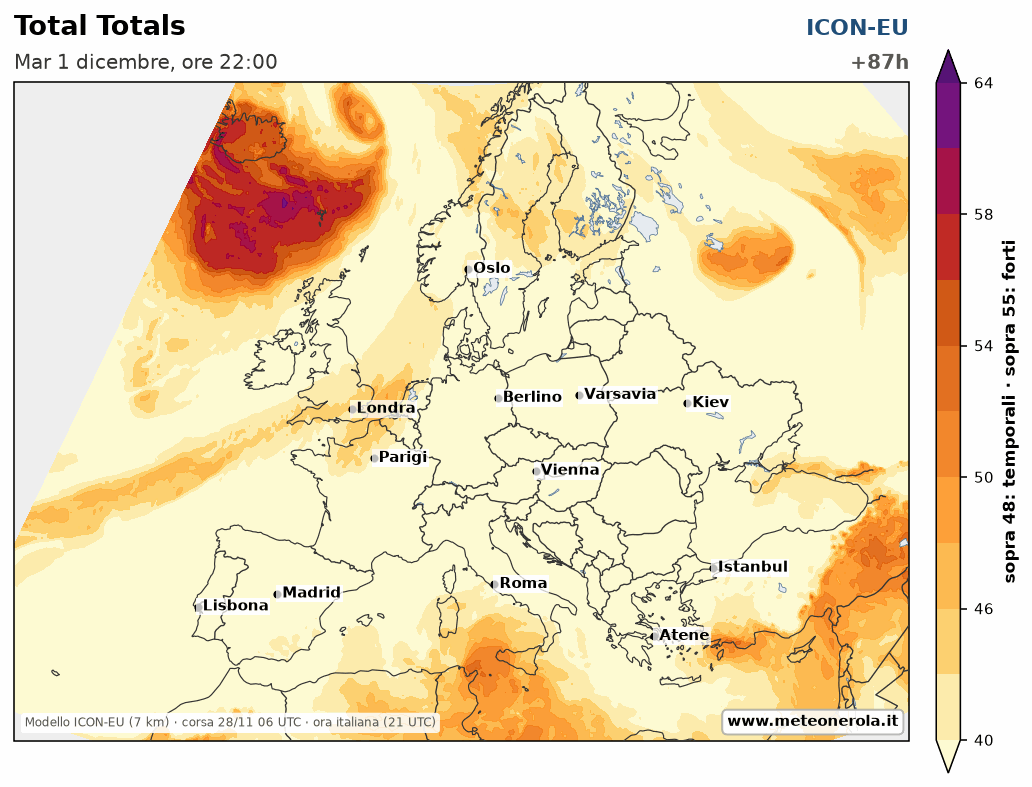 Total Totals
ICON-EU
Mar 1 dicembre, ore 22:00
+87h
64
58
54
50
46
40
sopra 48: temporali · sopra 55: forti
Oslo
Berlino
Varsavia
Kiev
Londra
Parigi
Vienna
Istanbul
Roma
Madrid
Lisbona
Atene
Modello ICON-EU (7 km) · corsa 28/11 06 UTC · ora italiana (21 UTC)
www.meteonerola.it